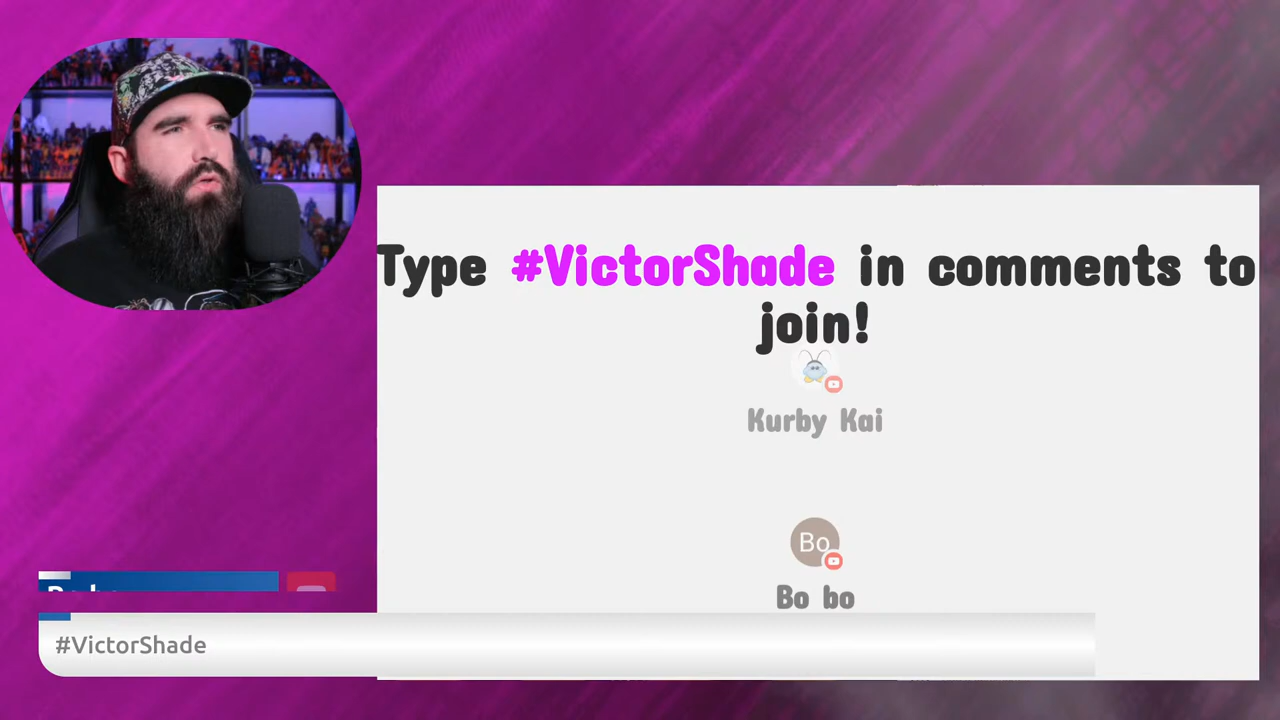 Type #VictorShade in comments to
join!
Kurby Kai
Bo
Bo bo
#VictorShade